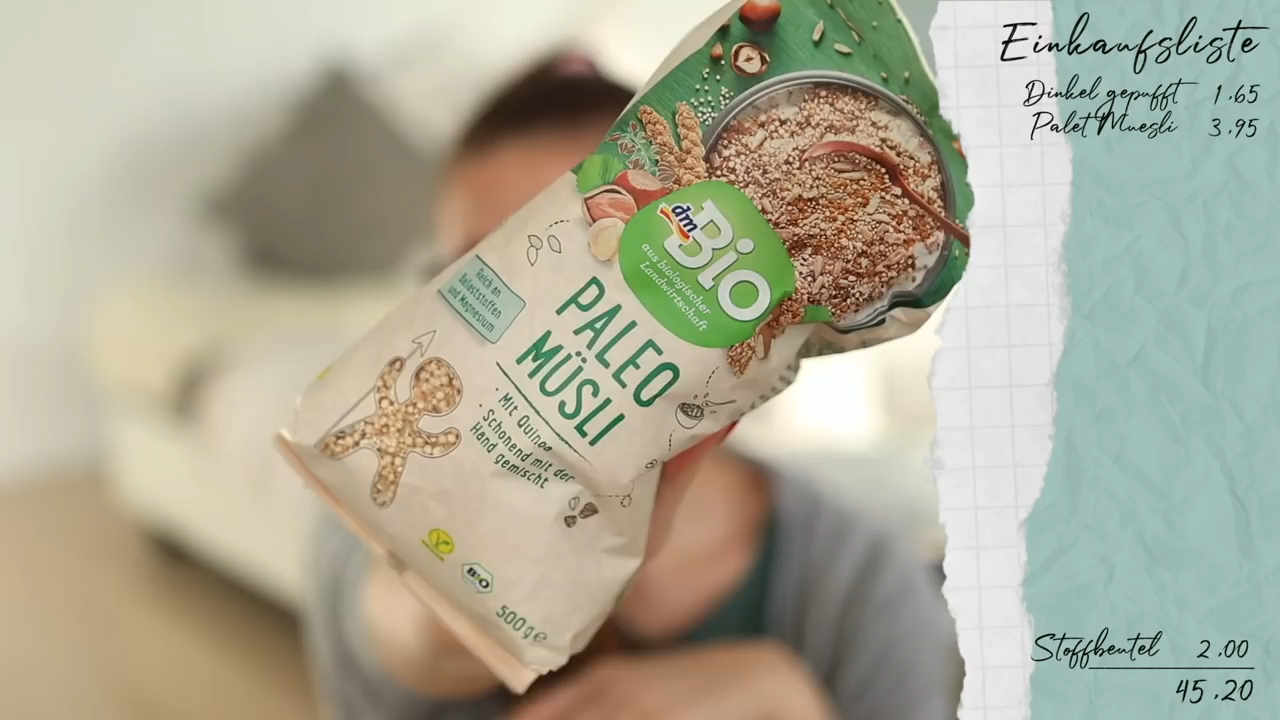 Einkaufsliste
Dinkel gepufft 1.65
Palet Muesli 3.95
dm
Bio
aus biologischer
Landwirtschaft
Reich an
Ballaststoffen
und Magnesium
PALEO
MÜSLI
• Mit Quinoa
• Schonend mit der
Hand gemischt
BIO
500g e
Stoffbeutel 2.00
45.20